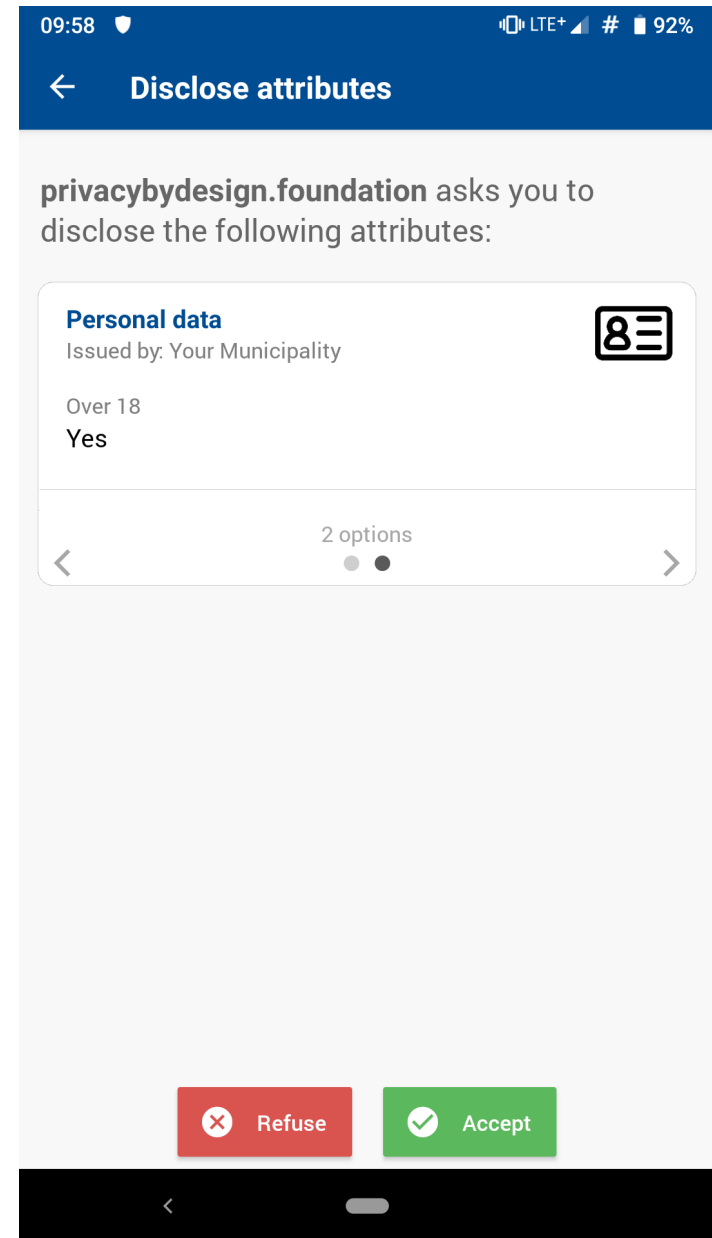 09:58 LTE+ # 92%
Disclose attributes
privacybydesign.foundation asks you to
disclose the following attributes:
Personal data
Issued by: Your Municipality
Over 18
Yes
2 options
Refuse Accept